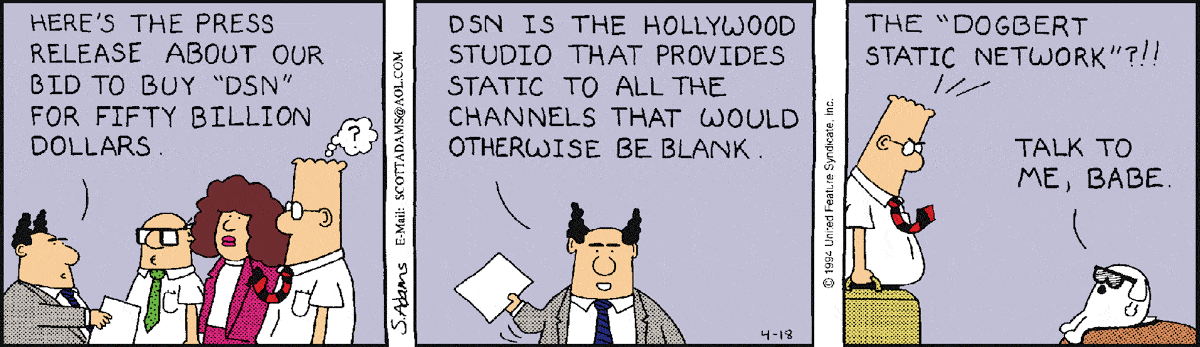 HERE'S THE PRESS
RELEASE ABOUT OUR
BID TO BUY "DSN"
FOR FIFTY BILLION
DOLLARS.
?
S.Adams
E-Mail: SCOTTADAMS@AOL.COM
DSN IS THE HOLLYWOOD
STUDIO THAT PROVIDES
STATIC TO ALL THE
CHANNELS THAT WOULD
OTHERWISE BE BLANK.
4-18
© 1994 United Feature Syndicate, Inc.
THE "DOGBERT
STATIC NETWORK"?!!
TALK TO
ME, BABE.